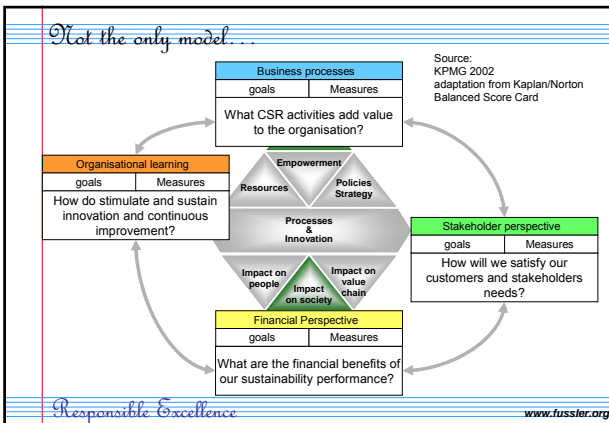 Not the only model...
Source:
KPMG 2002
adaptation from Kaplan/Norton
Balanced Score Card
Business processes
goals Measures
What CSR activities add value
to the organisation?
Organisational learning
goals Measures
How do stimulate and sustain
innovation and continuous
improvement?
Empowerment
Resources
Policies
Strategy
Processes
&
Innovation
Stakeholder perspective
goals Measures
How will we satisfy our
customers and stakeholders
needs?
Impact on
people
Impact
on society
Impact on
value
chain
Financial Perspective
goals Measures
What are the financial benefits of
our sustainability performance?
Responsible Excellence
www.fussler.org